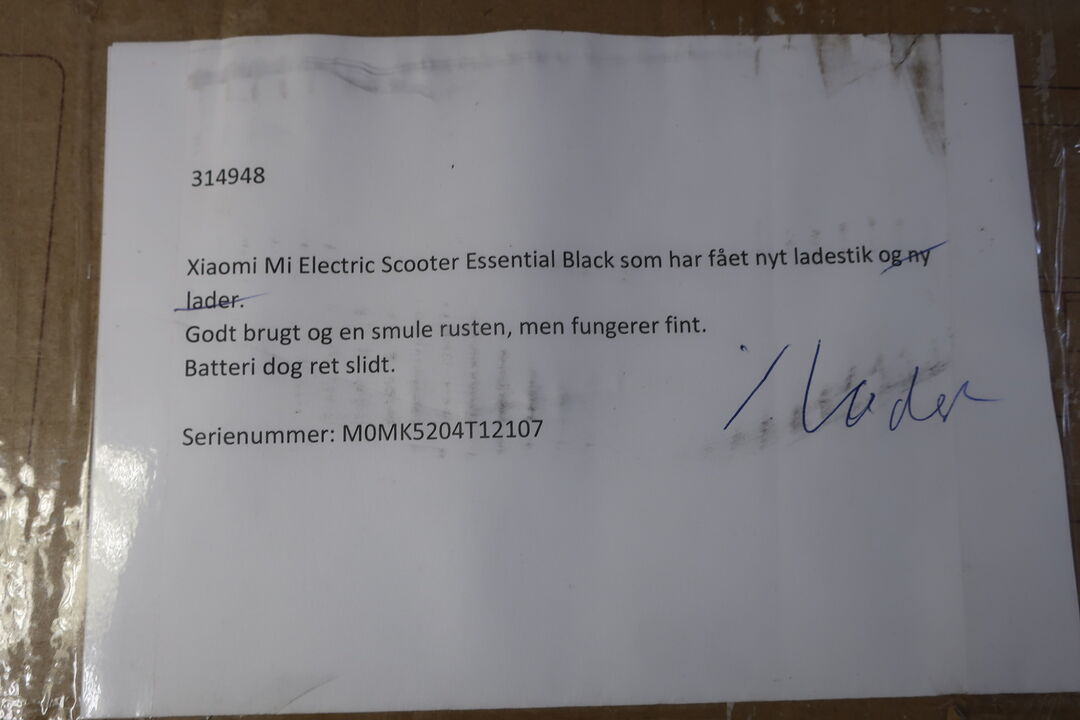 314948
Xiaomi Mi Electric Scooter Essential Black som har fået nyt ladestik og ny
lader.
Godt brugt og en smule rusten, men fungerer fint.
Batteri dog ret slidt.
/ lader
Serienummer: M0MK5204T12107